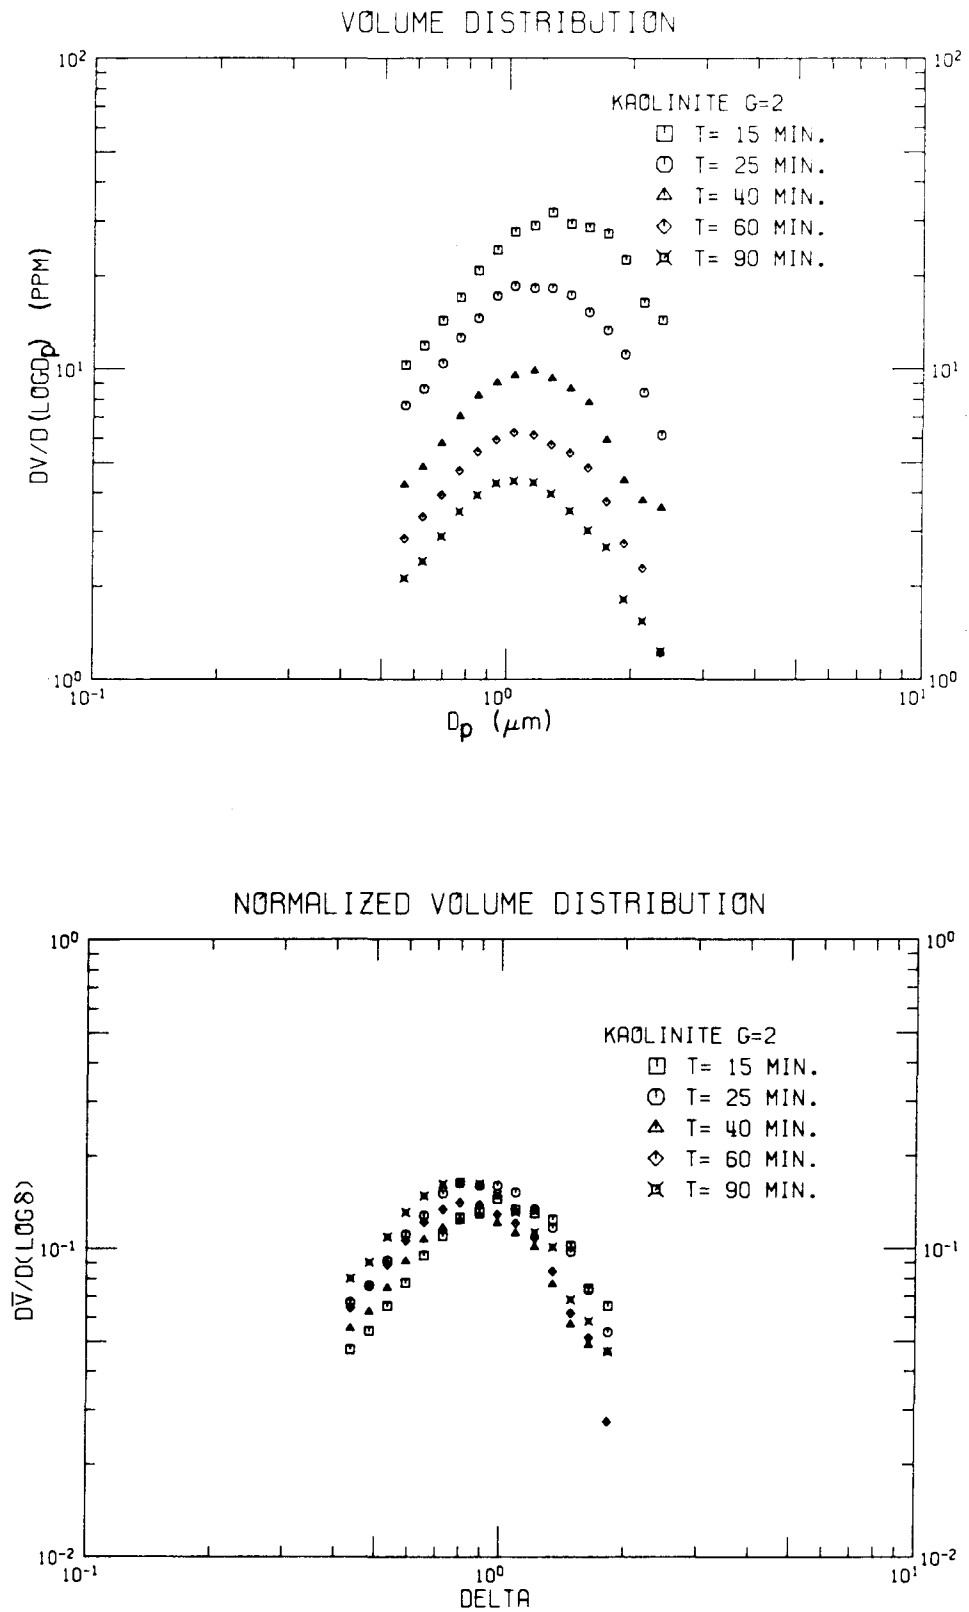 VOLUME DISTRIBUTION
10²
10²
KAOLINITE G=2
T= 15 MIN.
T= 25 MIN.
T= 40 MIN.
T= 60 MIN.
T= 90 MIN.
DV/D(LOGDp) (PPM)
10¹
10¹
10⁰
10⁰
10⁻¹
10⁰
10¹
Dp (μm)
NORMALIZED VOLUME DISTRIBUTION
10⁰
10⁰
KAOLINITE G=2
T= 15 MIN.
T= 25 MIN.
T= 40 MIN.
T= 60 MIN.
T= 90 MIN.
DV̅/D(LOGδ)
10⁻¹
10⁻¹
10⁻²
10⁻²
10⁻¹
10⁰
10¹
DELTA